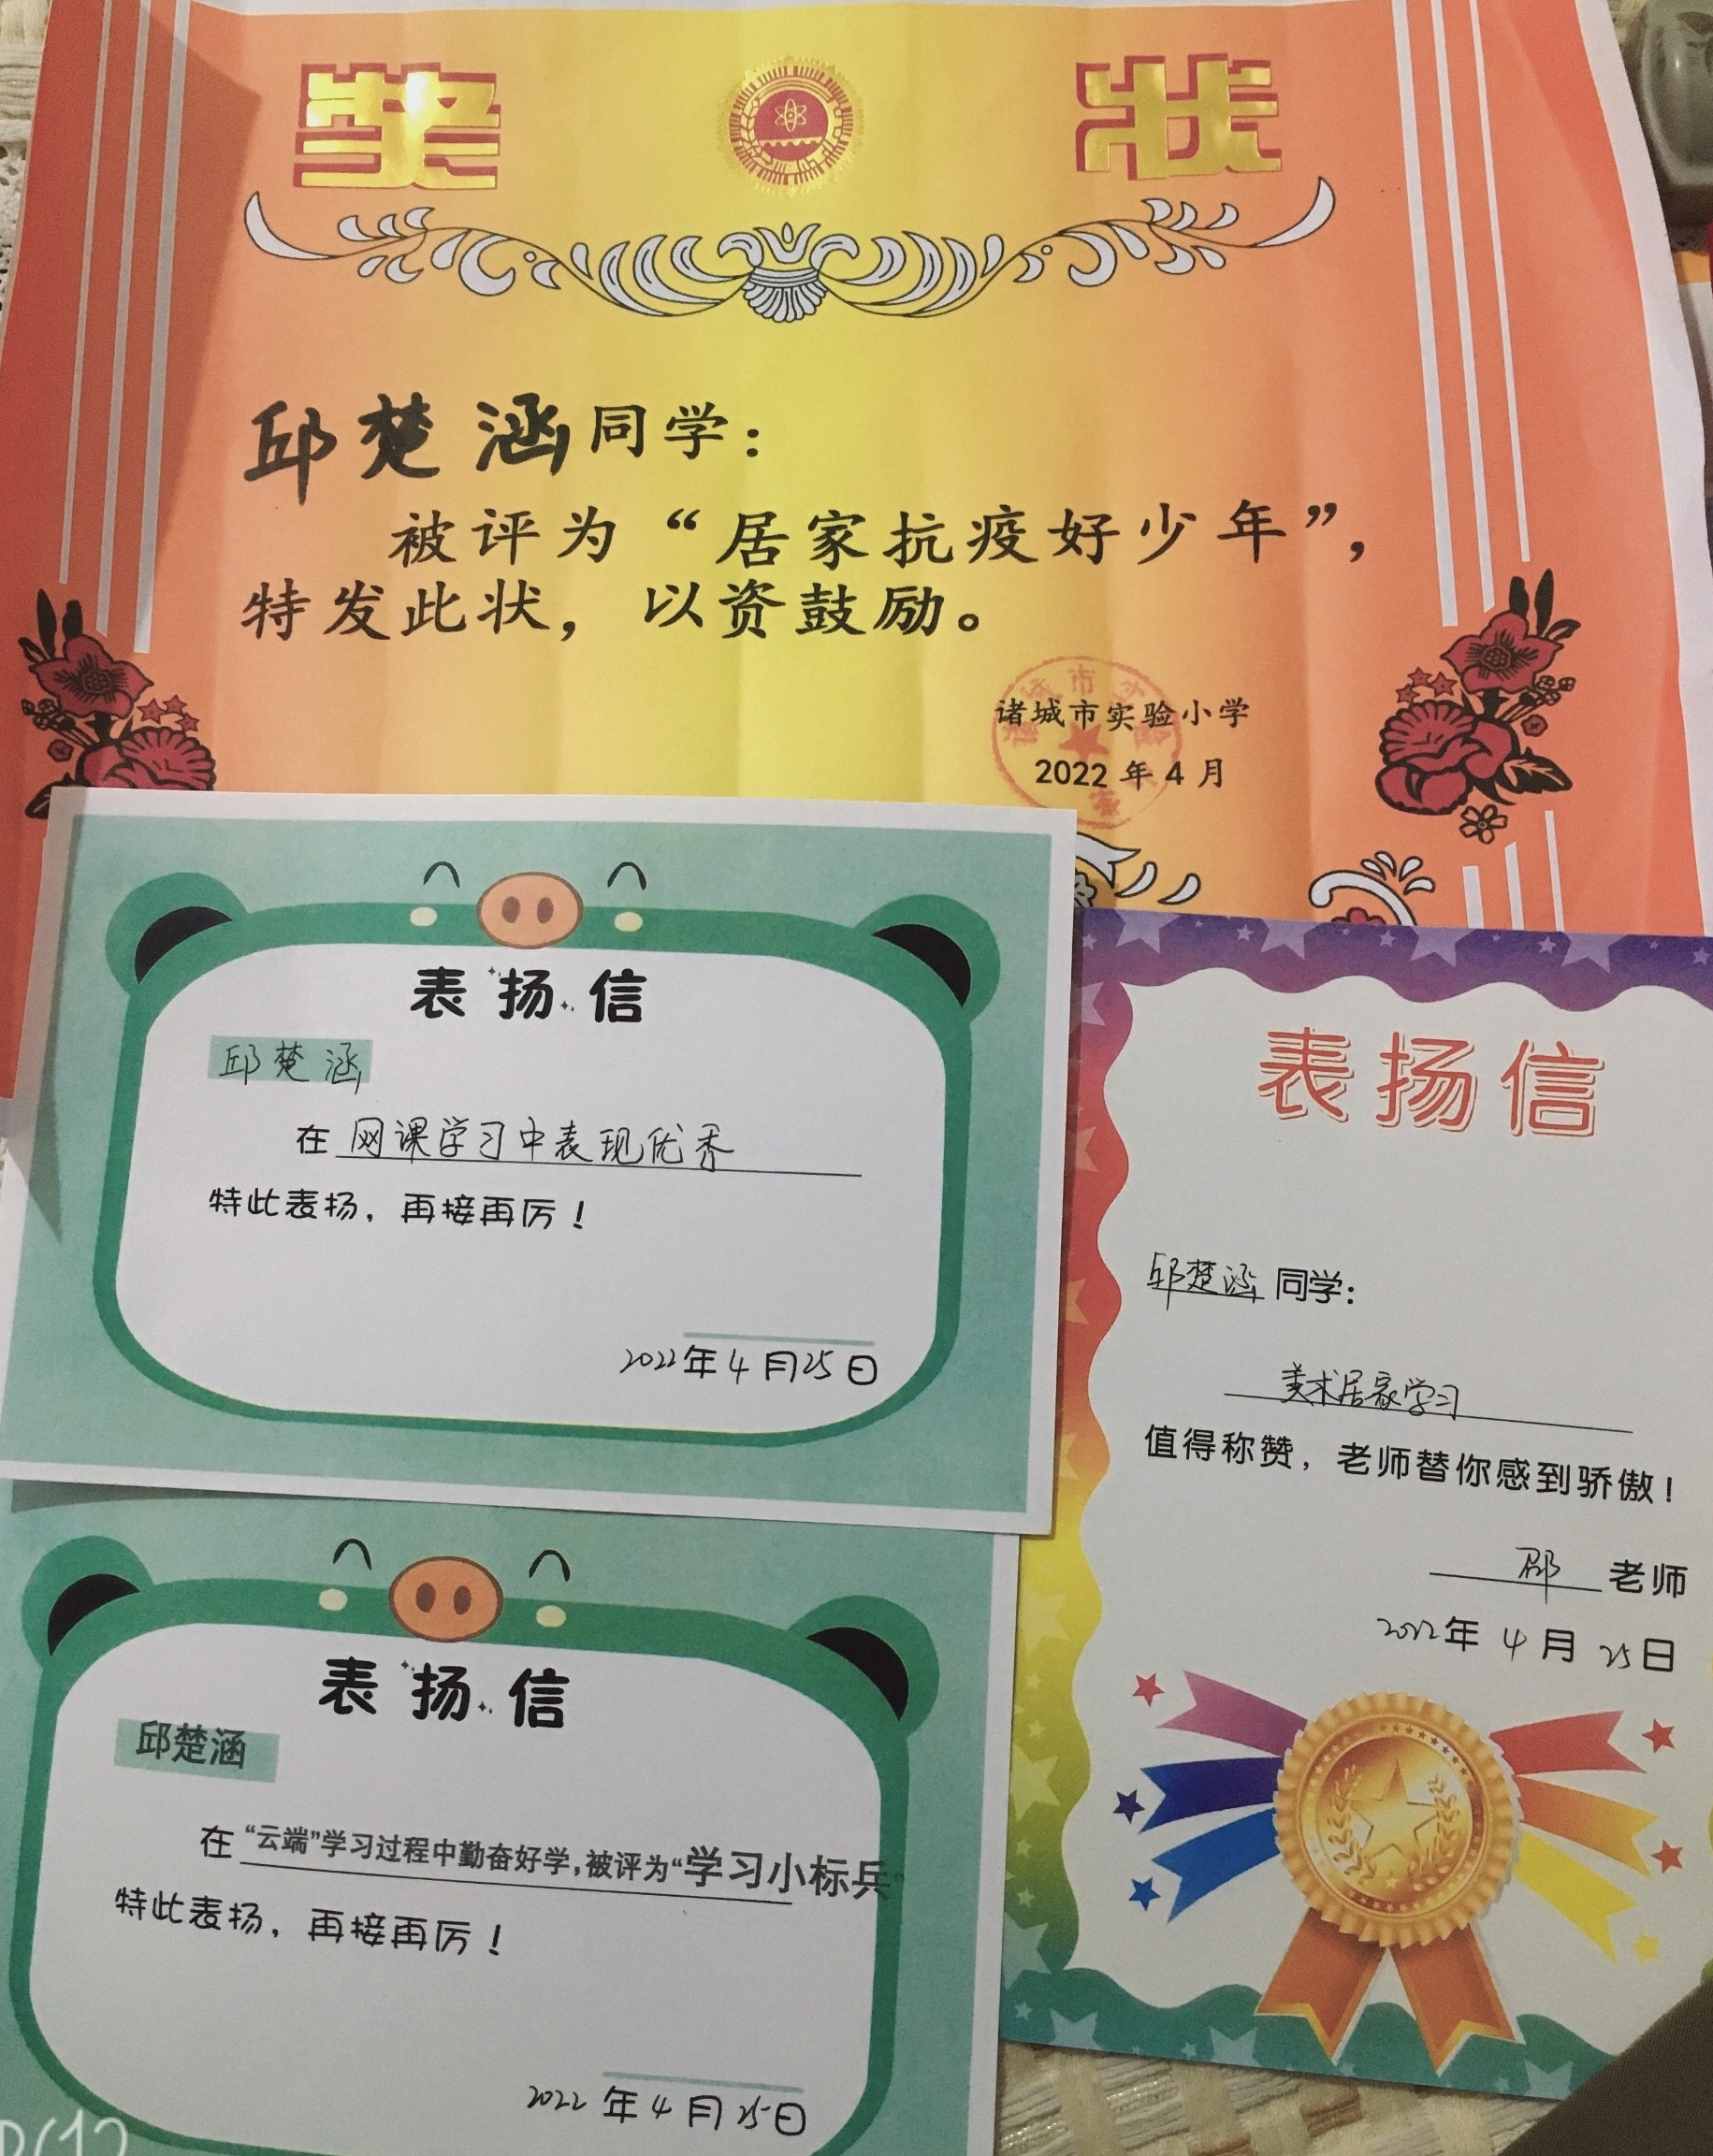 奖状
邱楚涵同学：
被评为“居家抗疫好少年”，
特发此状，以资鼓励。
诸城市实验小学
2022年4月
表扬信
邱楚涵
在网课学习中表现优秀
特此表扬，再接再厉！
2022年4月25日
表扬信
邱楚涵同学：
美术居家学习
值得称赞，老师替你感到骄傲！
邵老师
2022年4月25日
表扬信
邱楚涵
在“云端”学习过程中勤奋好学，被评为“学习小标兵”
特此表扬，再接再厉！
2022年4月25日